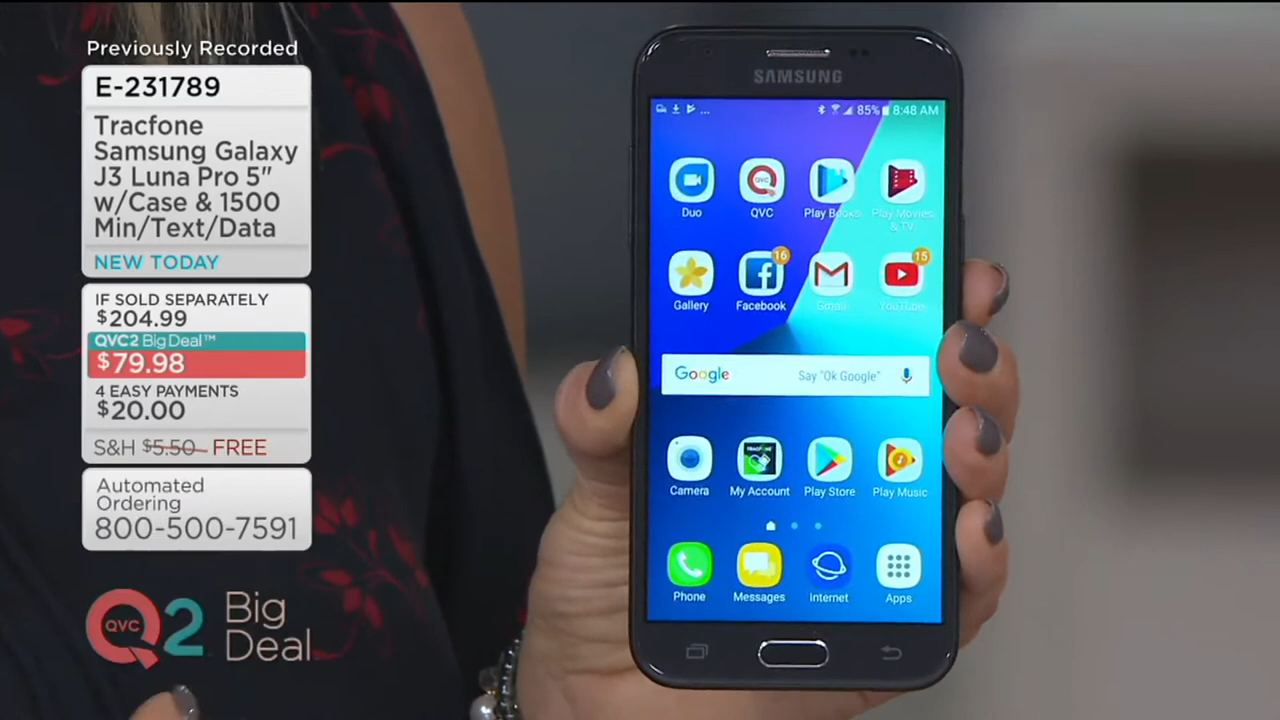 Previously Recorded
E-231789
Tracfone
Samsung Galaxy
J3 Luna Pro 5"
w/Case & 1500
Min/Text/Data
NEW TODAY
IF SOLD SEPARATELY
$204.99
QVC2 Big Deal™
$79.98
4 EASY PAYMENTS
$20.00
S&H $5.50 FREE
Automated
Ordering
800-500-7591
QVC 2 Big
Deal
SAMSUNG
... 85% 8:48 AM
Duo QVC Play Books Play Movies
& TV
QVC
16 15
Gallery Facebook Gmail YouTube
Google Say "Ok Google"
TRACFONE
Camera My Account Play Store Play Music
Phone Messages Internet Apps